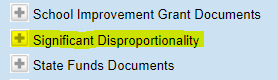 School Improvement Grant Documents
Significant Disproportionality
State Funds Documents